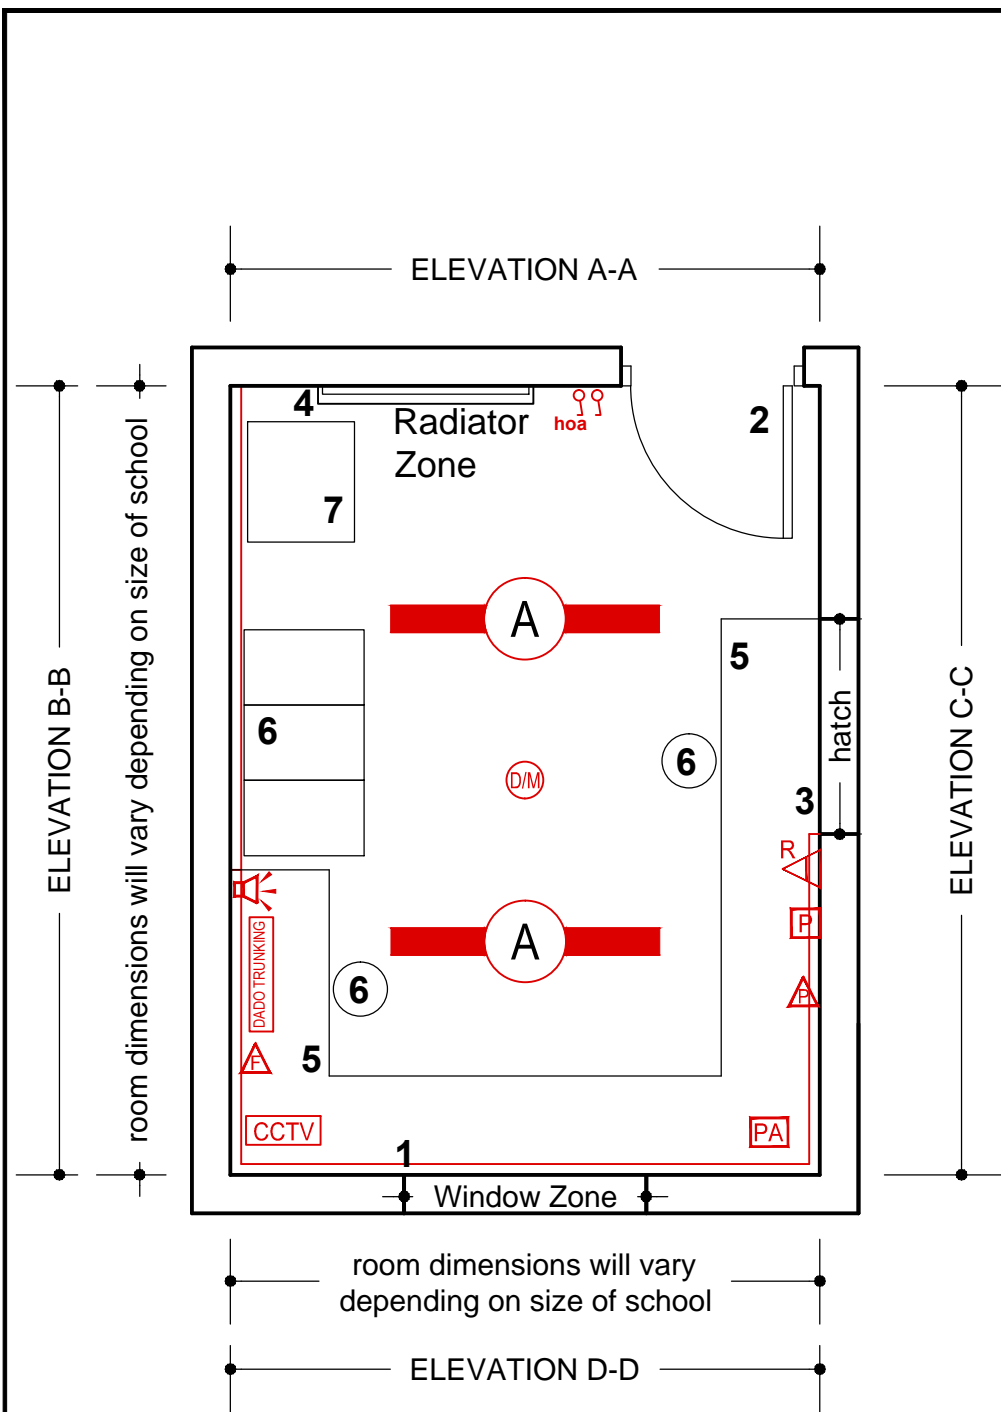 ELEVATION A-A
4
Radiator
Zone
hoa
2
7
room dimensions will vary depending on size of school
ELEVATION B-B
A
5
hatch
ELEVATION C-C
6
6
D/M
3
R
P
A
DADO TRUNKING
6
P
F
5
CCTV
PA
1
Window Zone
room dimensions will vary
depending on size of school
ELEVATION D-D